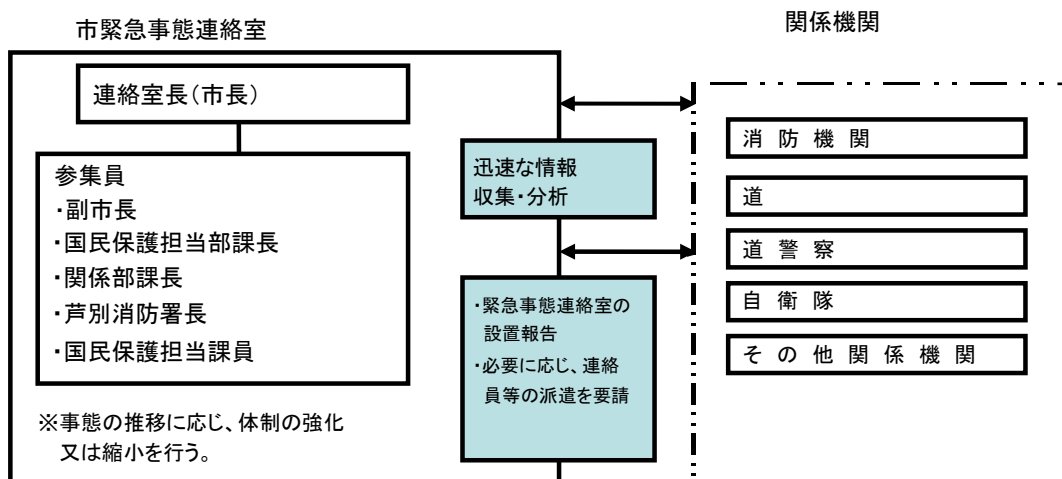 市緊急事態連絡室
連絡室長（市長）
参集員
・副市長
・国民保護担当部課長
・関係部課長
・芦別消防署長
・国民保護担当課員
※事態の推移に応じ、体制の強化
又は縮小を行う。
迅速な情報
収集・分析
・緊急事態連絡室の
設置報告
・必要に応じ、連絡
員等の派遣を要請
関係機関
消防機関
道
道警察
自衛隊
その他関係機関